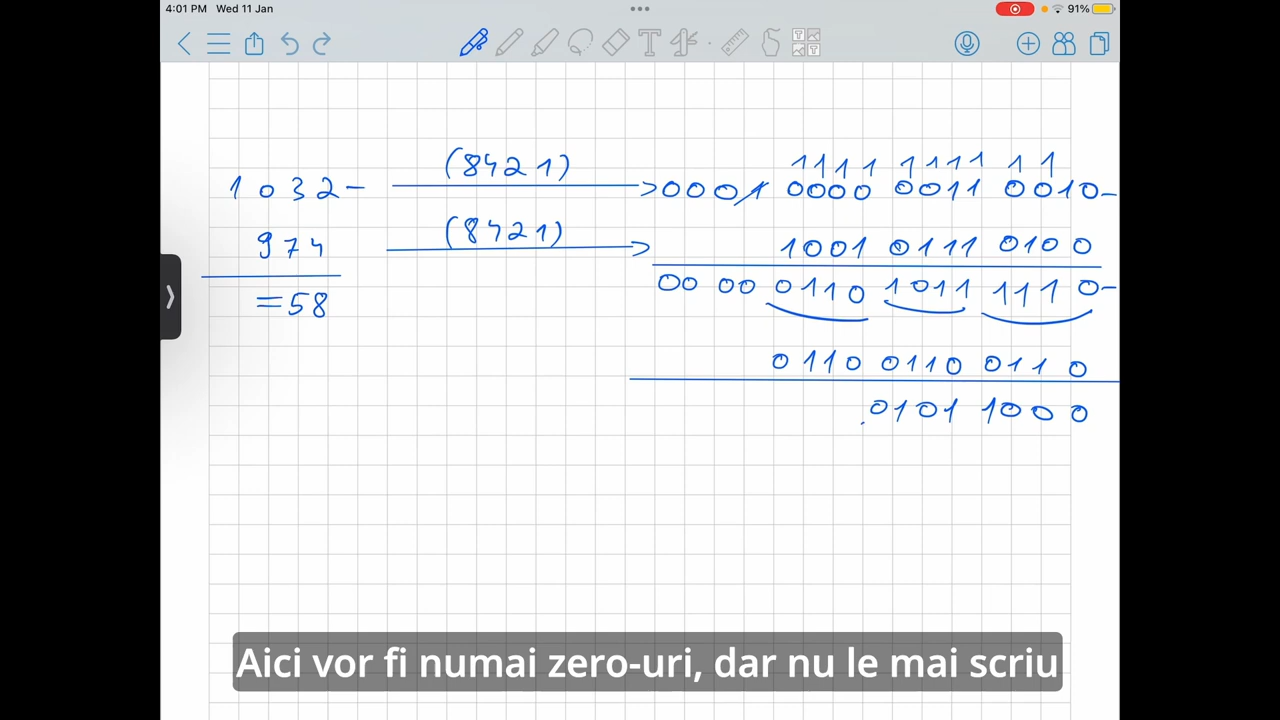 4:01 PM Wed 11 Jan 91%
(8421) 1111 1111 11
1032- 0001 0000 0011 0010-
(8421)
974 1001 0111 0100
=58 00 00 0110 1011 1110-
0110 0110 0110
0101 1000
Aici vor fi numai zero-uri, dar nu le mai scriu